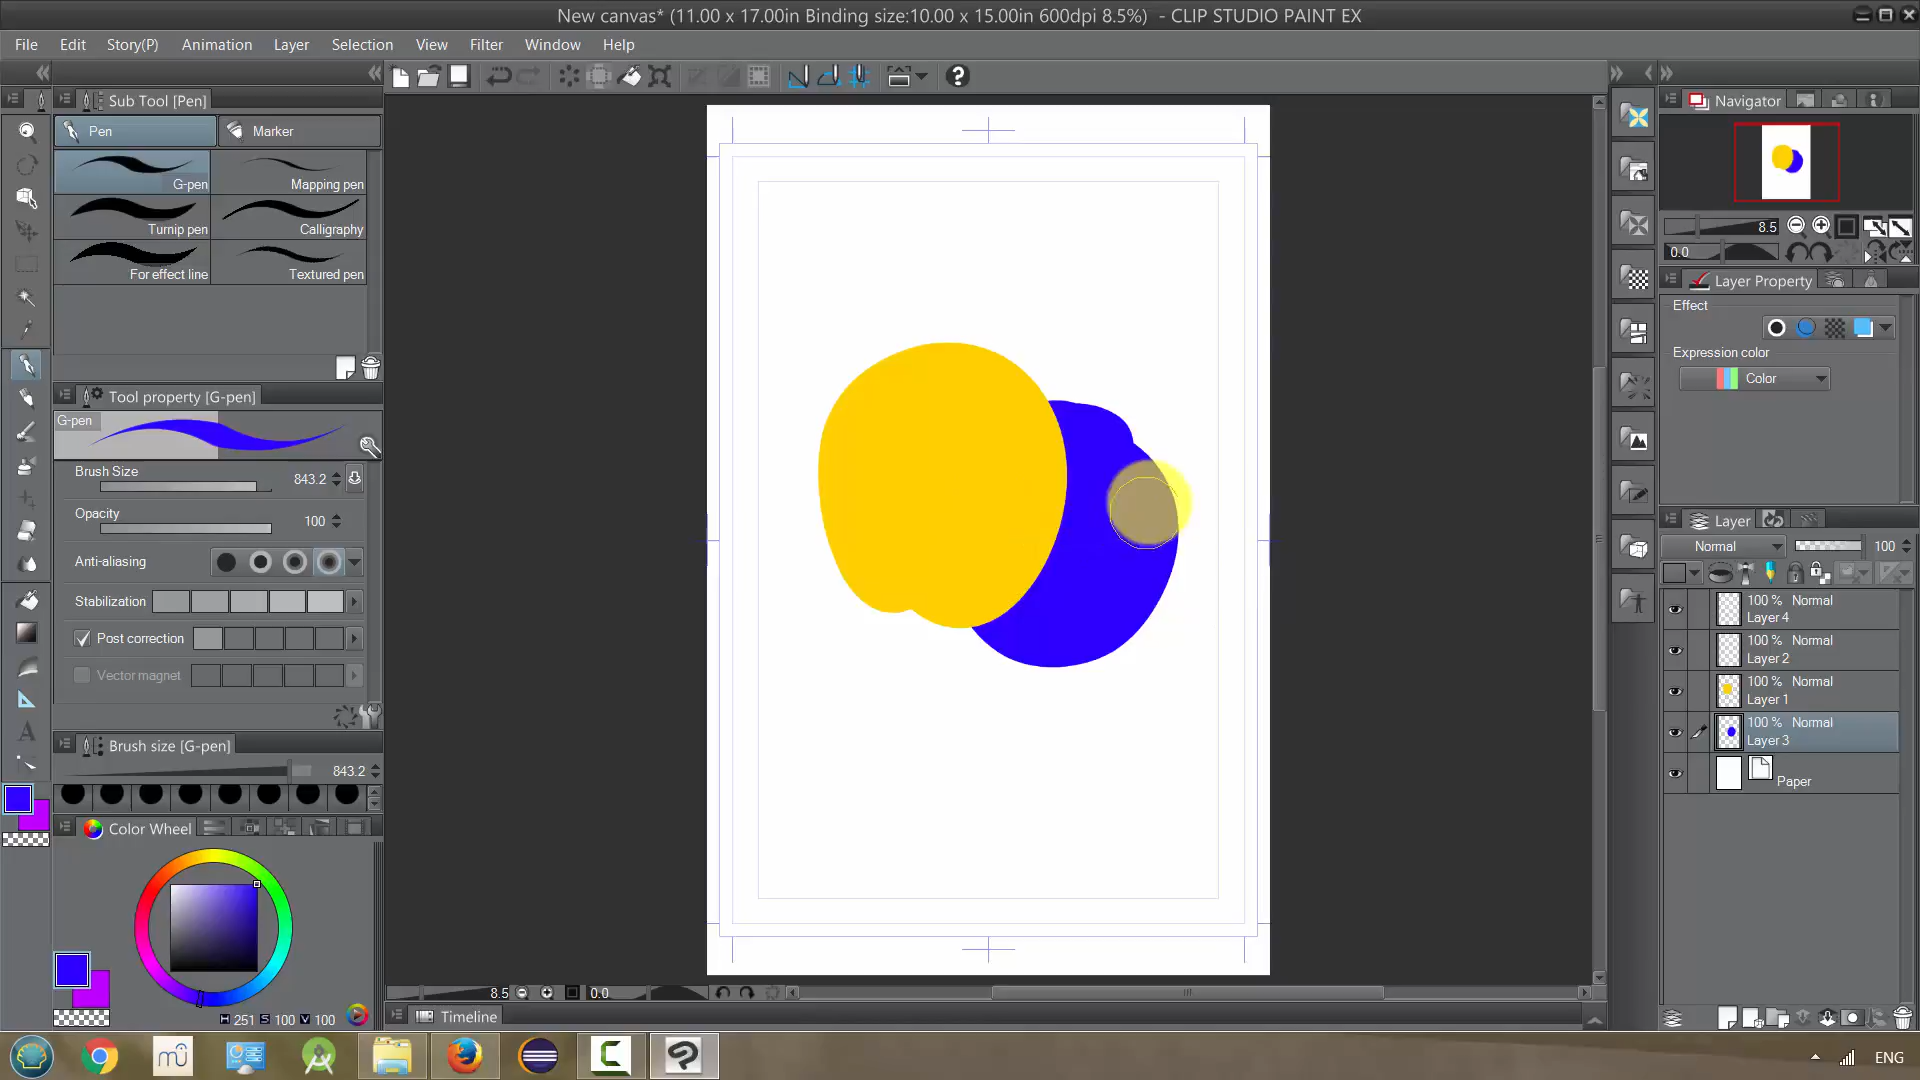 New canvas* (11.00 x 17.00in Binding size:10.00 x 15.00in 600dpi 8.5%)  - CLIP STUDIO PAINT EX
File Edit Story(P) Animation Layer Selection View Filter Window Help
Sub Tool [Pen]
Pen
Marker
G-pen
Mapping pen
Turnip pen
Calligraphy
For effect line
Textured pen
Tool property [G-pen]
G-pen
Brush Size 843.2
Opacity 100
Anti-aliasing
Stabilization
Post correction
Vector magnet
Brush size [G-pen]
843.2
Color Wheel
H 251 S 100 V 100
8.5
0.0
Timeline
Navigator
8.5
0.0
Layer Property
Effect
Expression color
Color
Layer
Normal 100
100 % Normal
Layer 4
100 % Normal
Layer 2
100 % Normal
Layer 1
100 % Normal
Layer 3
Paper
ENG